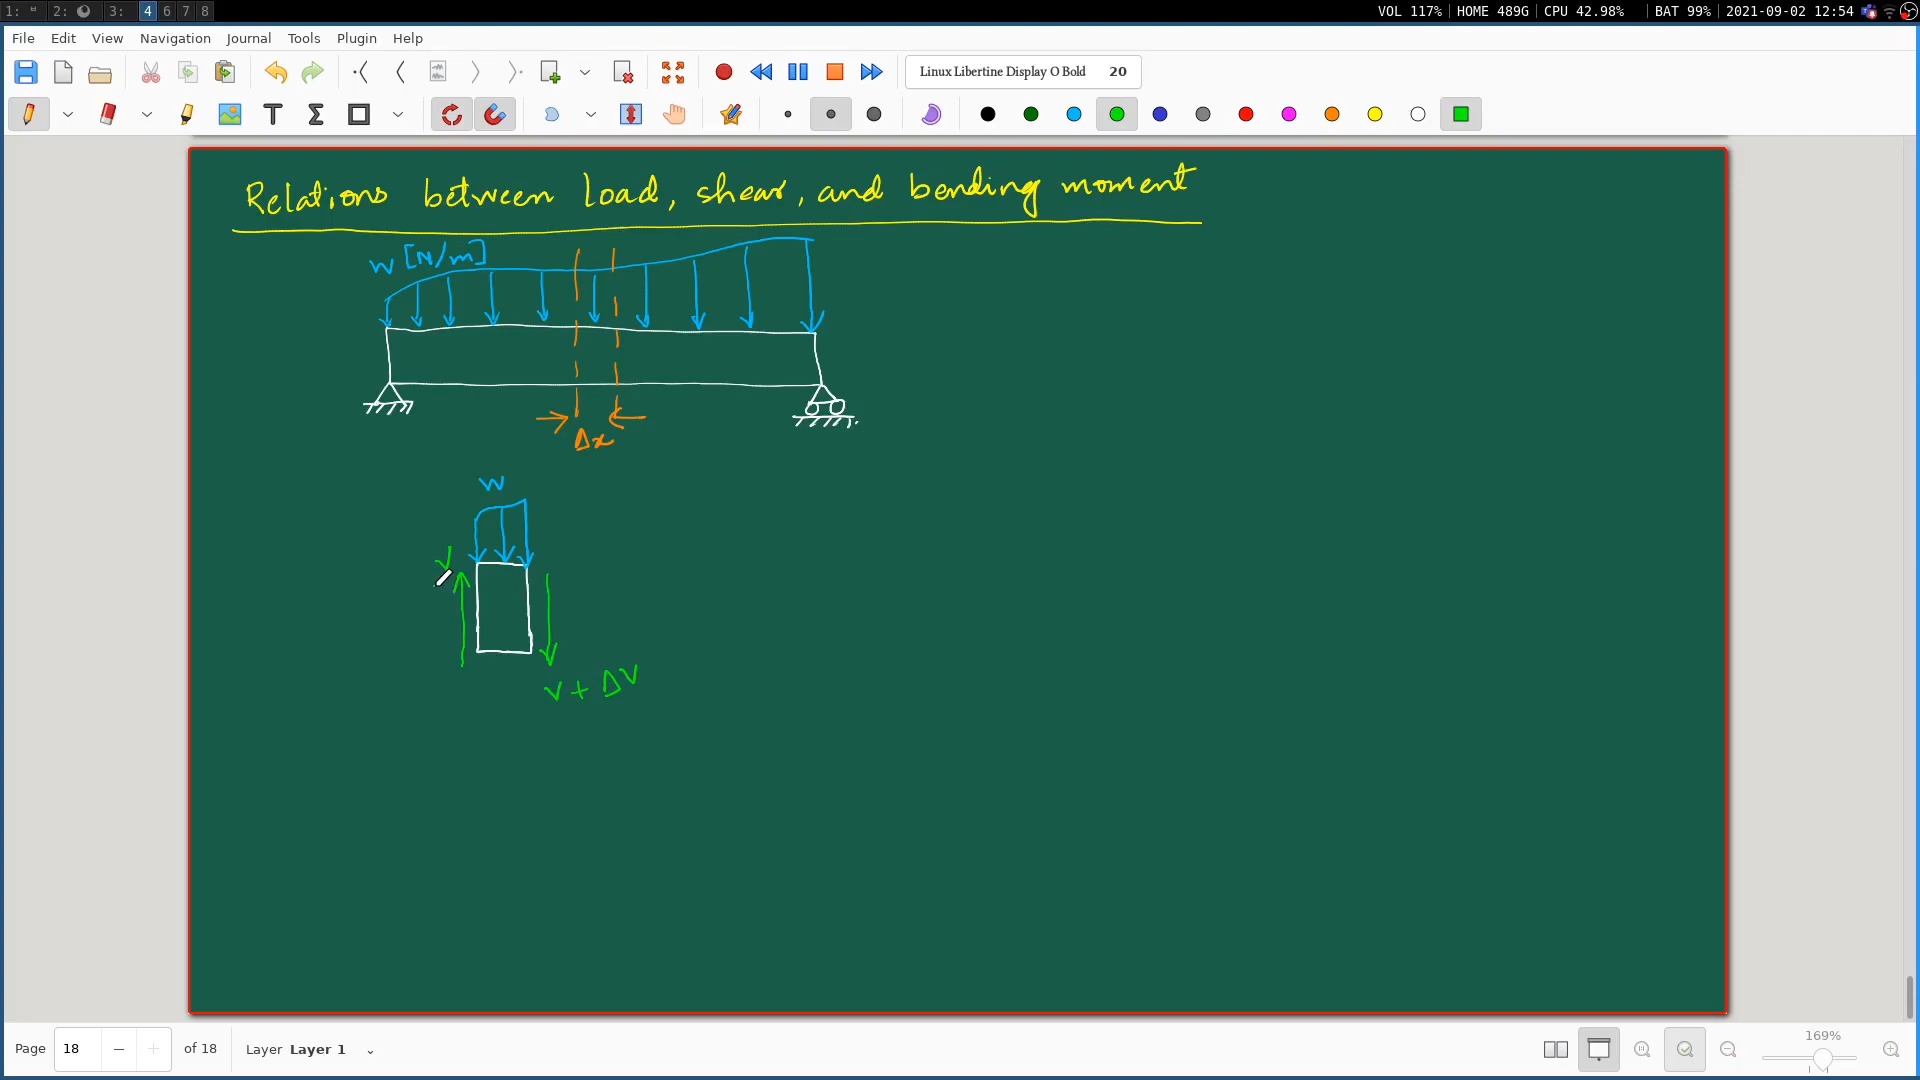 1: " 2: 3: 4 6 7 8 VOL 117% HOME 489G CPU 42.98% BAT 99% 2021-09-02 12:54
File Edit View Navigation Journal Tools Plugin Help
Linux Libertine Display O Bold 20
T Σ
Relations between load, shear, and bending moment
w [N/m]
Δx
w
V
V + ΔV
169%
Page 18 of 18 Layer Layer 1